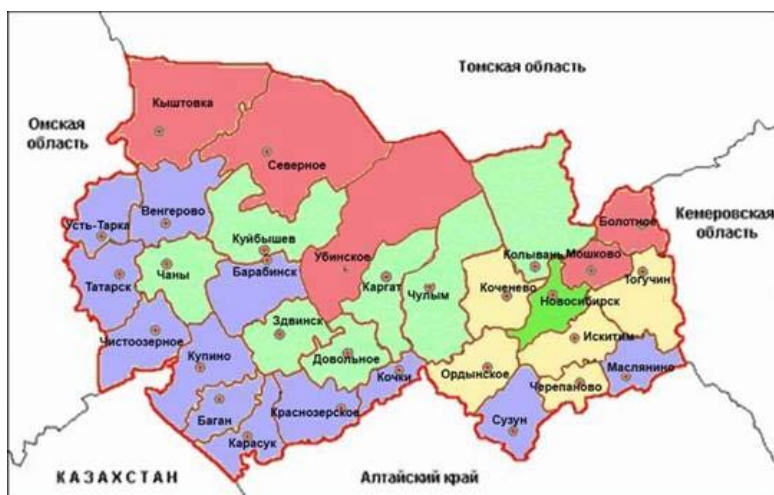 Томская область
Омская
область
Кыштовка
Северное
Болотное
Кемеровская
область
Усть-Тарка
Венгерово
Куйбышев
Колывань
Мошково
Чаны
Барабинск
Убинское
Татарск
Каргат
Чулым
Коченево
Тогучин
Новосибирск
Здвинск
Чистоозерное
Искитим
Купино
Довольное
Кочки
Ордынское
Маслянино
Черепаново
Баган
Краснозерское
Сузун
Карасук
КАЗАХСТАН
Алтайский край